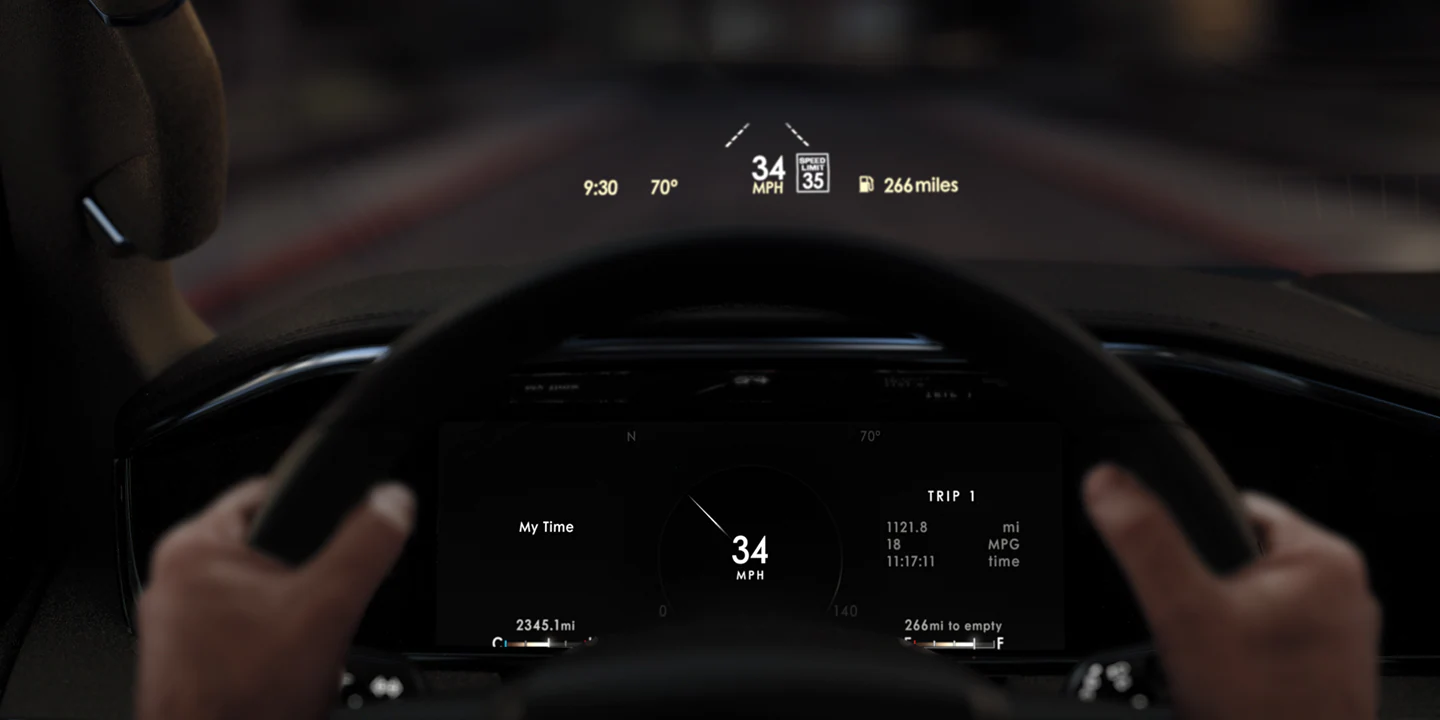 9:30 70° 34 MPH SPEED LIMIT 35 266 miles
N 70°
TRIP 1
My Time
1121.8 mi
18 MPG
11:17:11 time
34
MPH
0 140
2345.1mi
266mi to empty
C
F